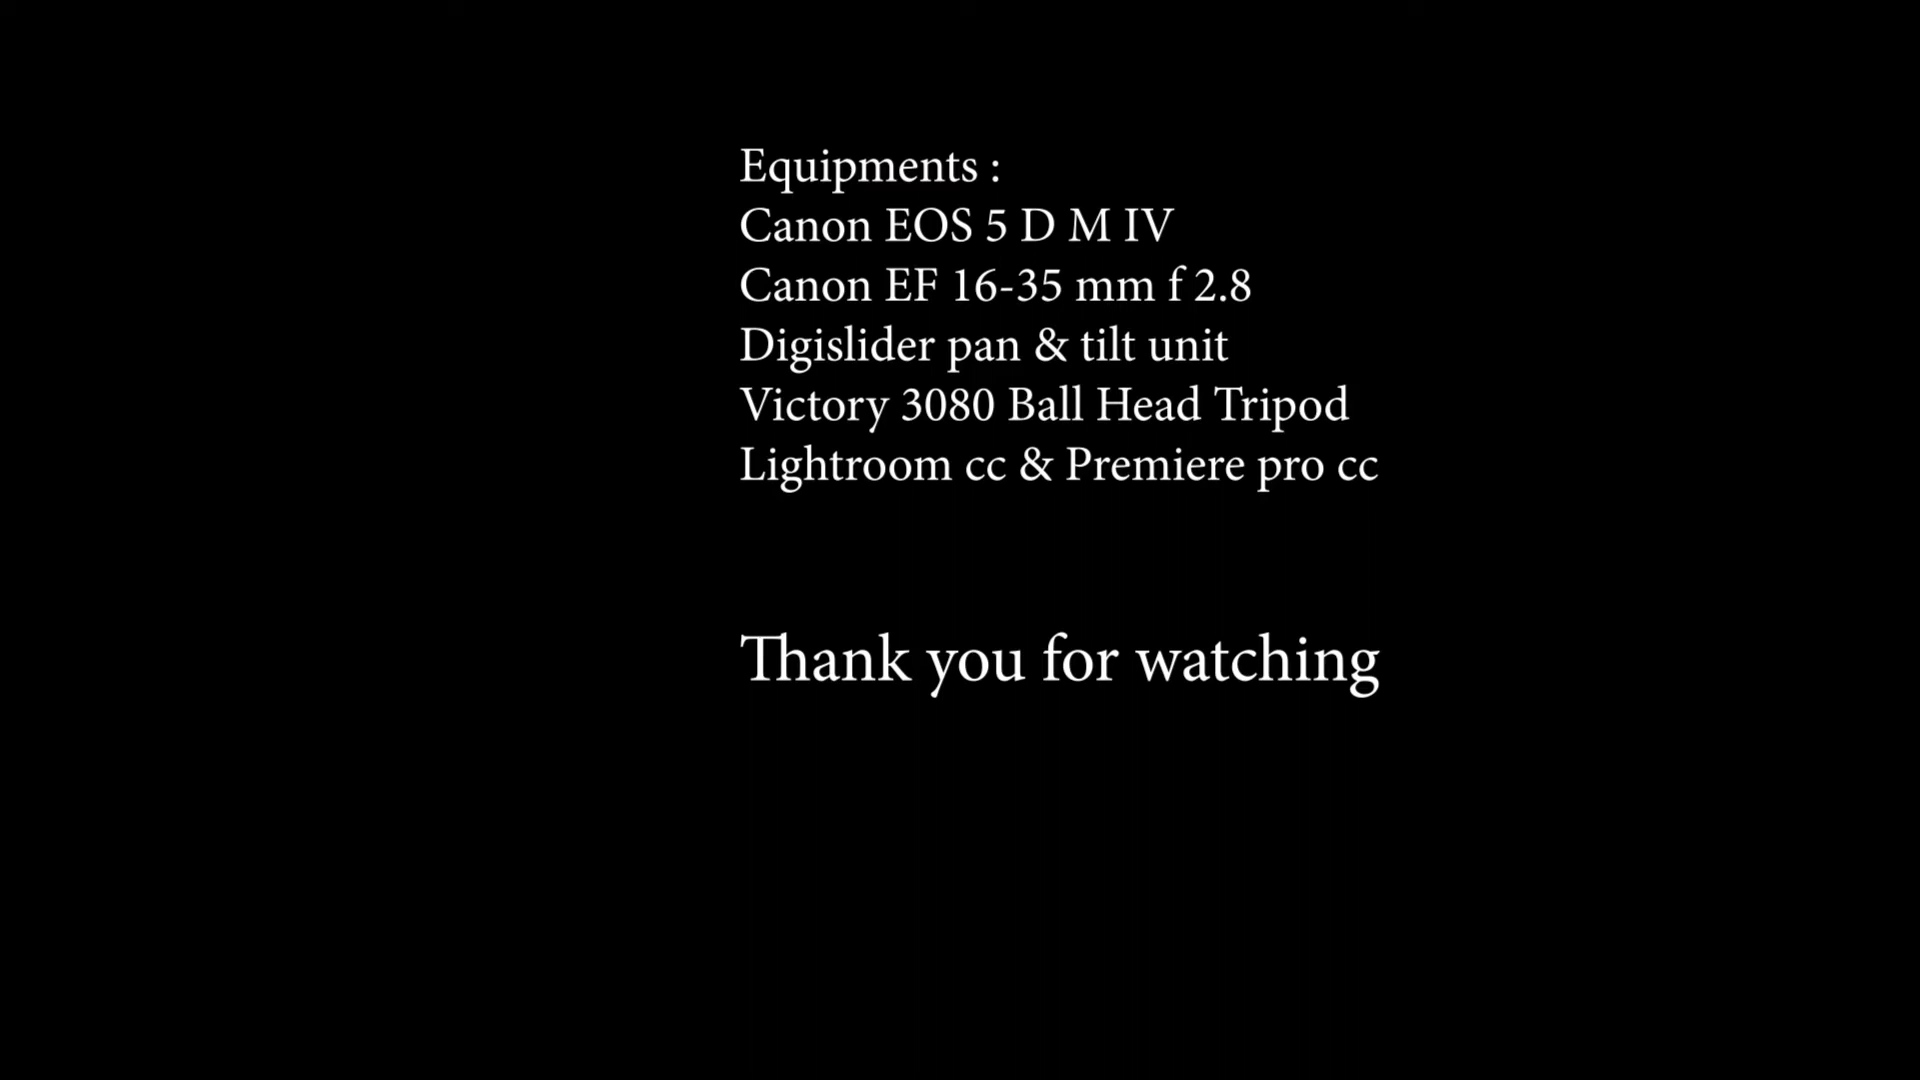 Equipments :
Canon EOS 5 D M IV
Canon EF 16-35 mm f 2.8
Digislider pan & tilt unit
Victory 3080 Ball Head Tripod
Lightroom cc & Premiere pro cc
Thank you for watching